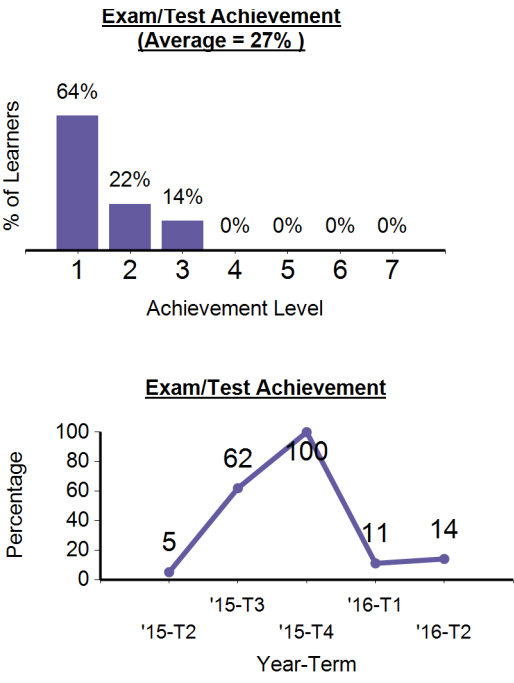 Exam/Test Achievement
(Average = 27% )
64%
22%
14%
0% 0% 0% 0%
% of Learners
1 2 3 4 5 6 7
Achievement Level
Exam/Test Achievement
100
80
60
40
20
0
Percentage
5
62
100
11
14
'15-T3 '16-T1
'15-T2 '15-T4 '16-T2
Year-Term